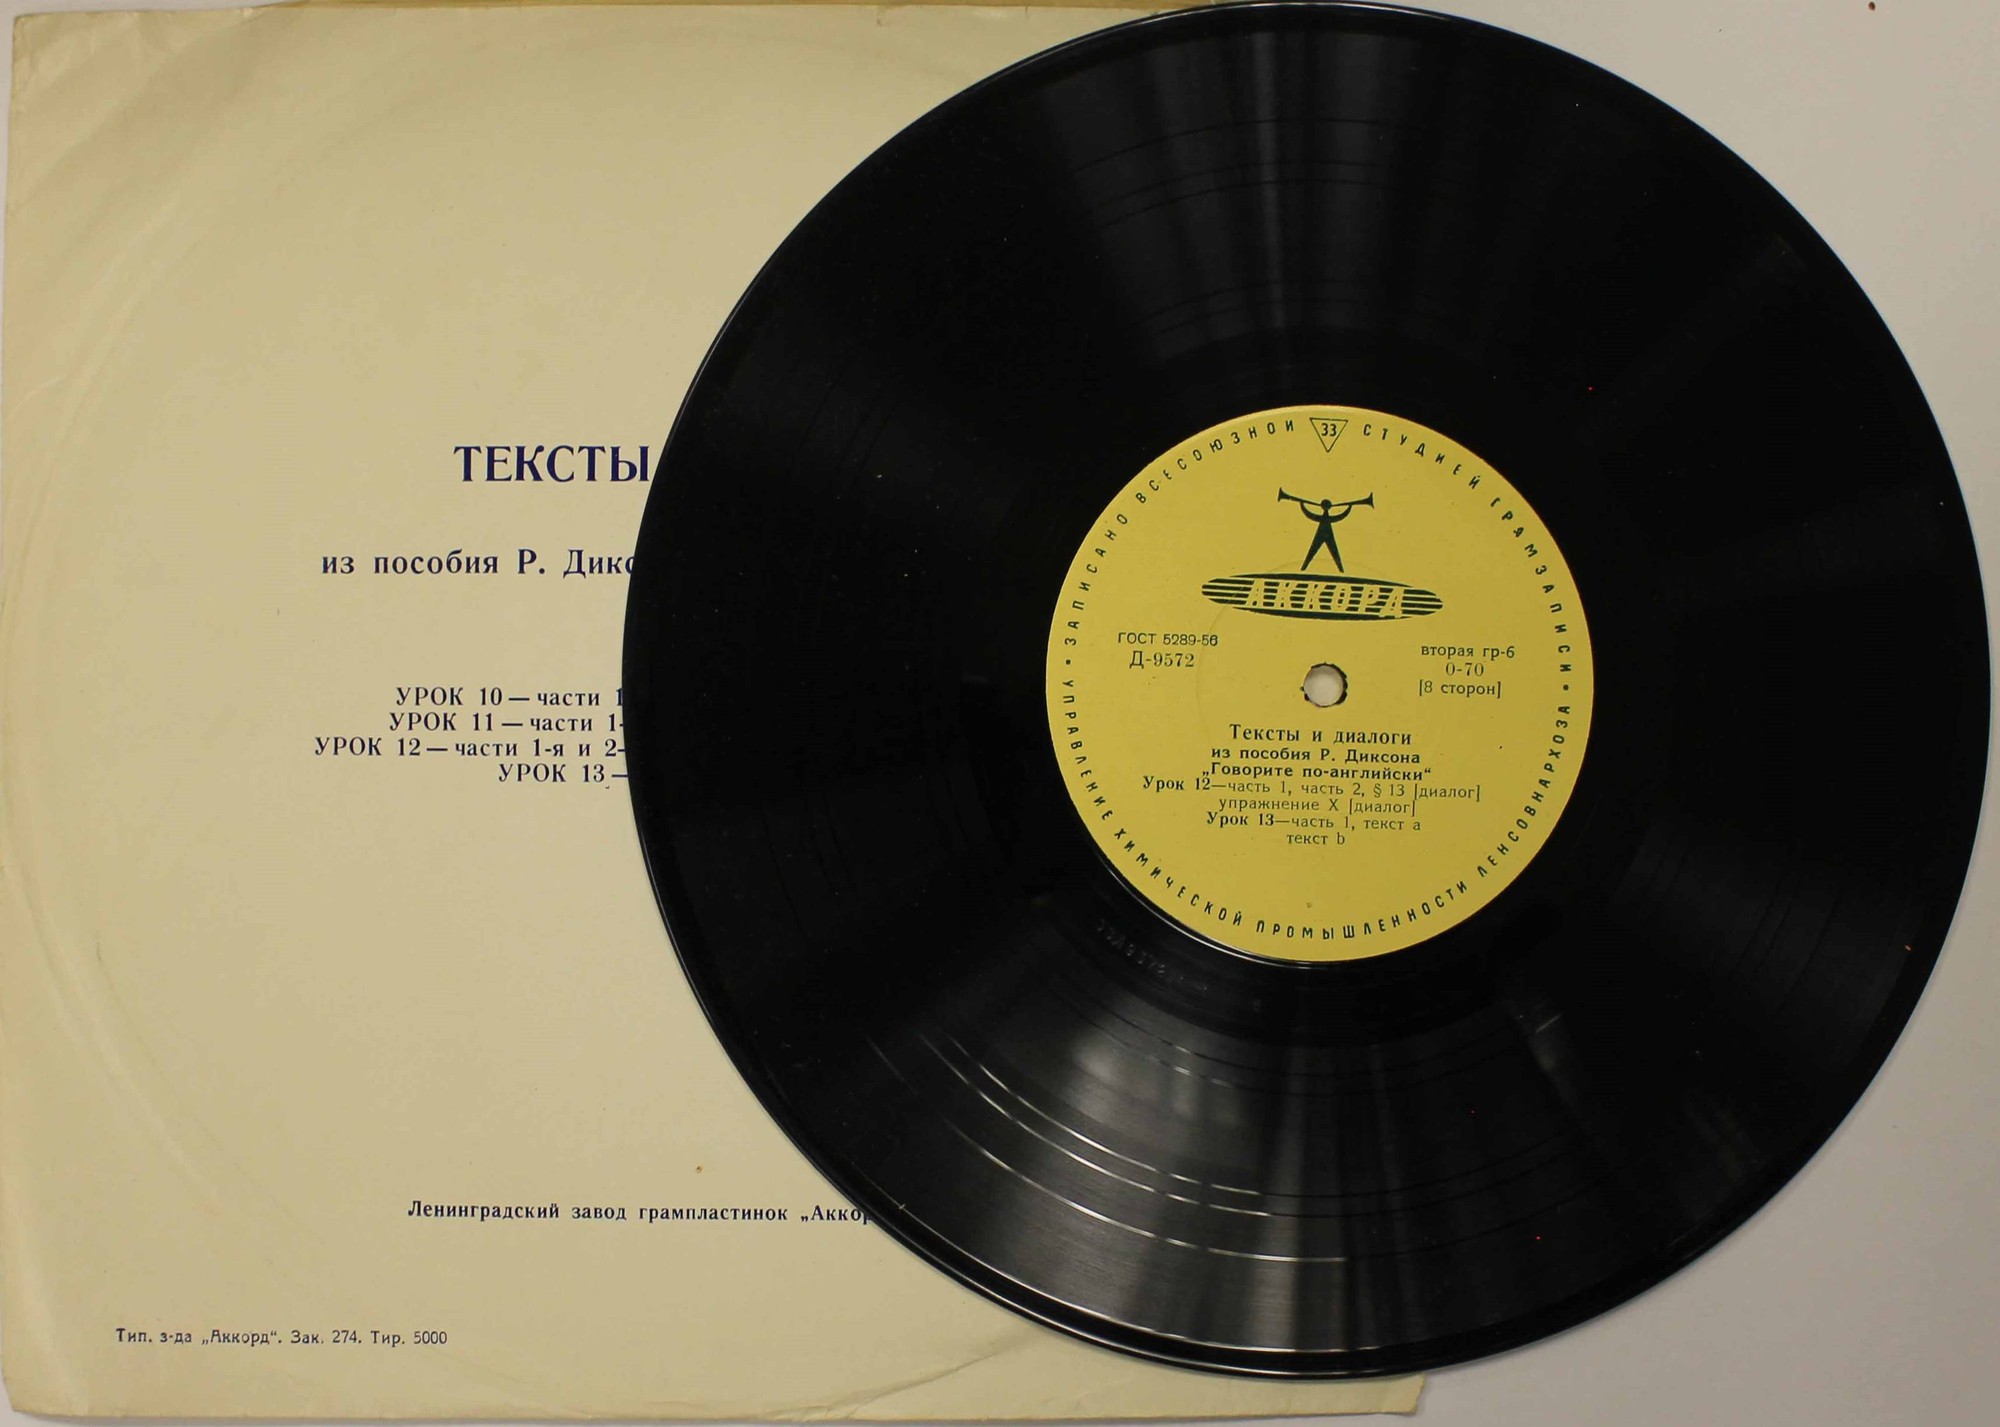 ТЕКСТЫ
из пособия Р.
УРОК 10 — части
УРОК 11 — части
УРОК 12 — части 1-я и
УРОК 13 —
Ленинградский завод грампластинок
Тип. з-да „Аккорд“. Зак. 274. Тир. 5000
ЗАПИСАНО ВСЕСОЮЗНОЙ 33 СТУДИЕЙ ГРАМЗАПИСИ
АККОРД
ГОСТ 5289-56
Д-9572
вторая гр-6
0-70
[8 сторон]
Тексты и диалоги
из пособия Р. Диксона
„Говорите по-английски“
Урок 12—часть 1, часть 2, § 13 [диалог]
упражнение X [диалог]
Урок 13—часть 1, текст a
текст b
УПРАВЛЕНИЕ ХИМИЧЕСКОЙ ПРОМЫШЛЕННОСТИ ЛЕНСОВНАРХОЗА